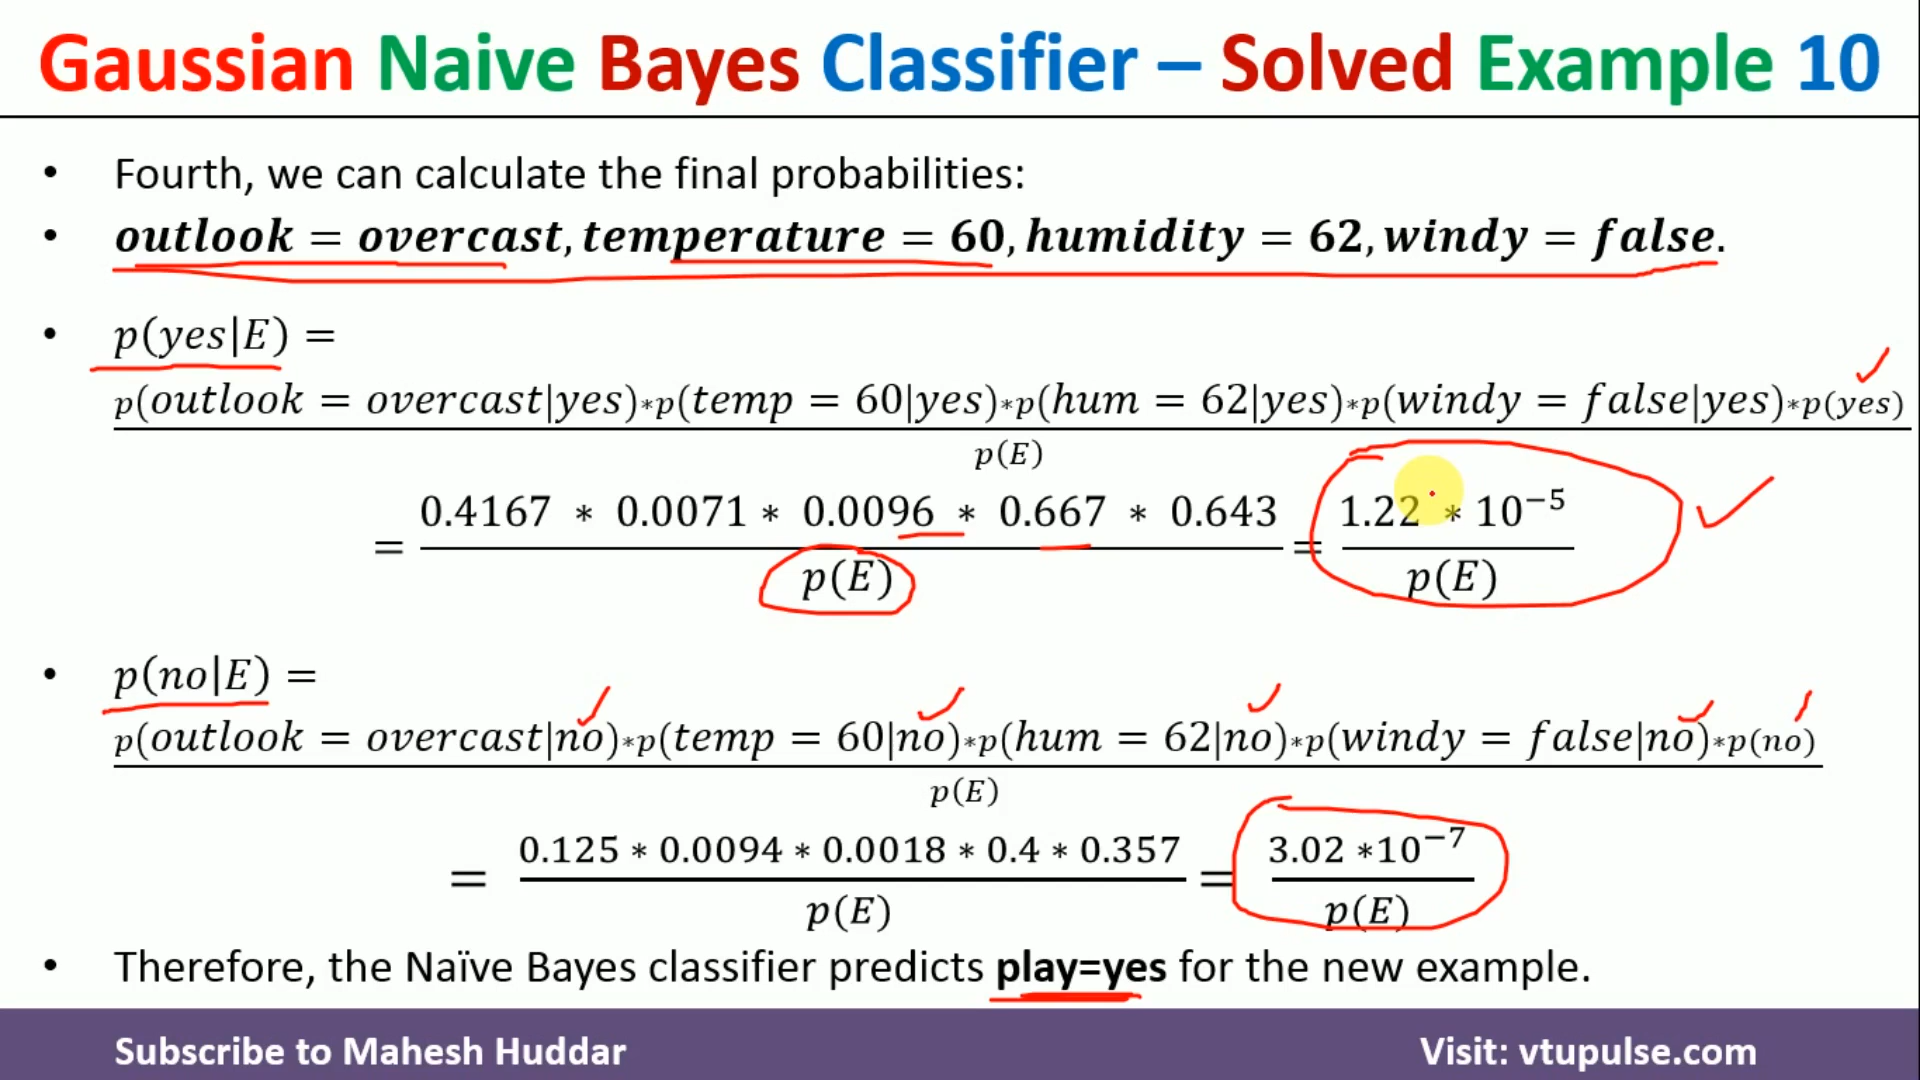 Gaussian Naive Bayes Classifier – Solved Example 10
• Fourth, we can calculate the final probabilities:
• outlook = overcast, temperature = 60, humidity = 62, windy = false.
• p(yes|E) =
p(outlook = overcast|yes)*p(temp = 60|yes)*p(hum = 62|yes)*p(windy = false|yes)*p(yes)
p(E)
= 0.4167 * 0.0071 * 0.0096 * 0.667 * 0.643 = 1.22 * 10⁻⁵
p(E) p(E)
• p(no|E) =
p(outlook = overcast|no)*p(temp = 60|no)*p(hum = 62|no)*p(windy = false|no)*p(no)
p(E)
= 0.125 * 0.0094 * 0.0018 * 0.4 * 0.357 = 3.02 *10⁻⁷
p(E) p(E)
• Therefore, the Naïve Bayes classifier predicts play=yes for the new example.
Subscribe to Mahesh Huddar Visit: vtupulse.com